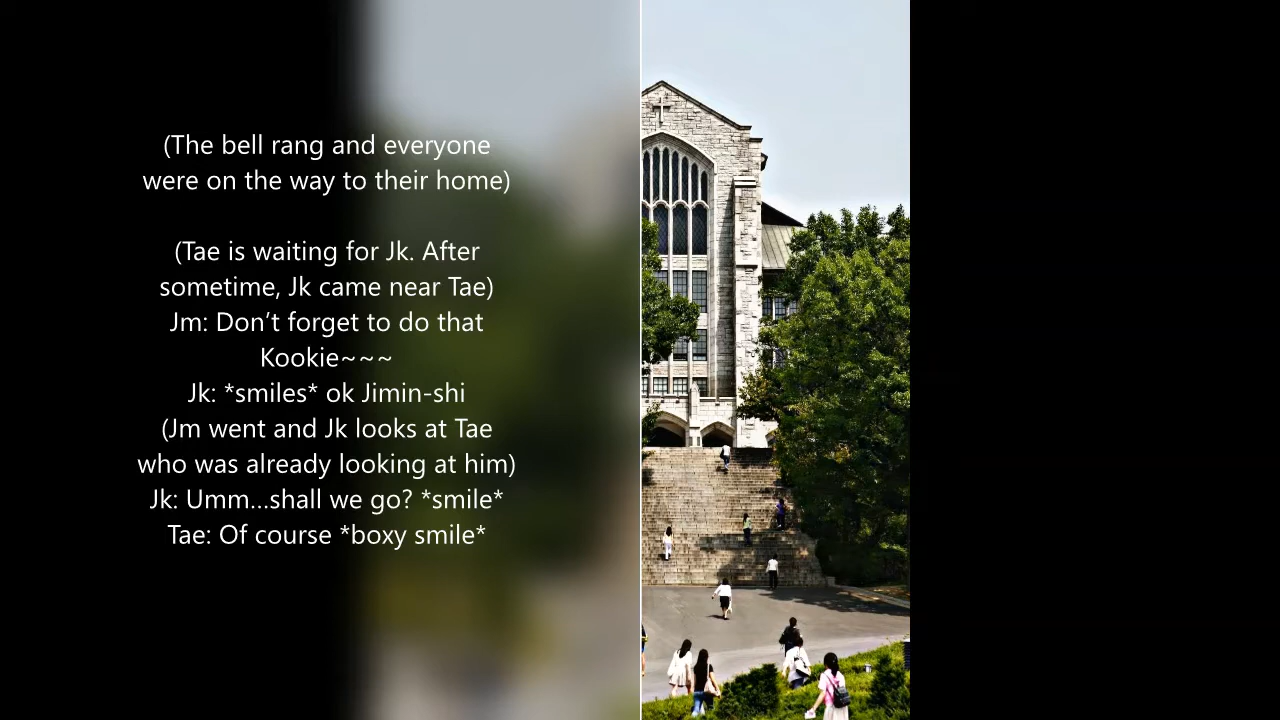 (The bell rang and everyone
were on the way to their home)
(Tae is waiting for Jk. After
sometime, Jk came near Tae)
Jm: Don’t forget to do that
Kookie~~~
Jk: *smiles* ok Jimin-shi
(Jm went and Jk looks at Tae
who was already looking at him)
Jk: Umm...shall we go? *smile*
Tae: Of course *boxy smile*